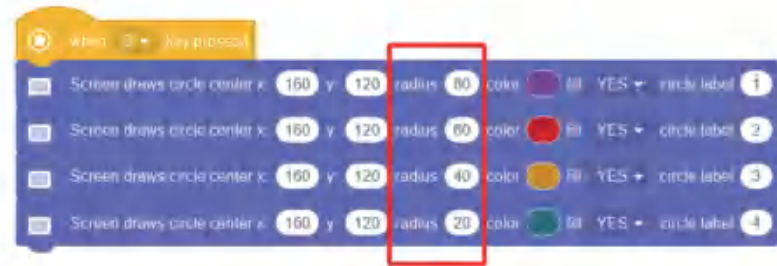 when B key pressed
Screen draws circle center x: 160 y 120 radius 80 color fill YES circle label 1
Screen draws circle center x: 160 y 120 radius 60 color fill YES circle label 2
Screen draws circle center x: 160 y 120 radius 40 color fill YES circle label 3
Screen draws circle center x: 160 y 120 radius 20 color fill YES circle label 4